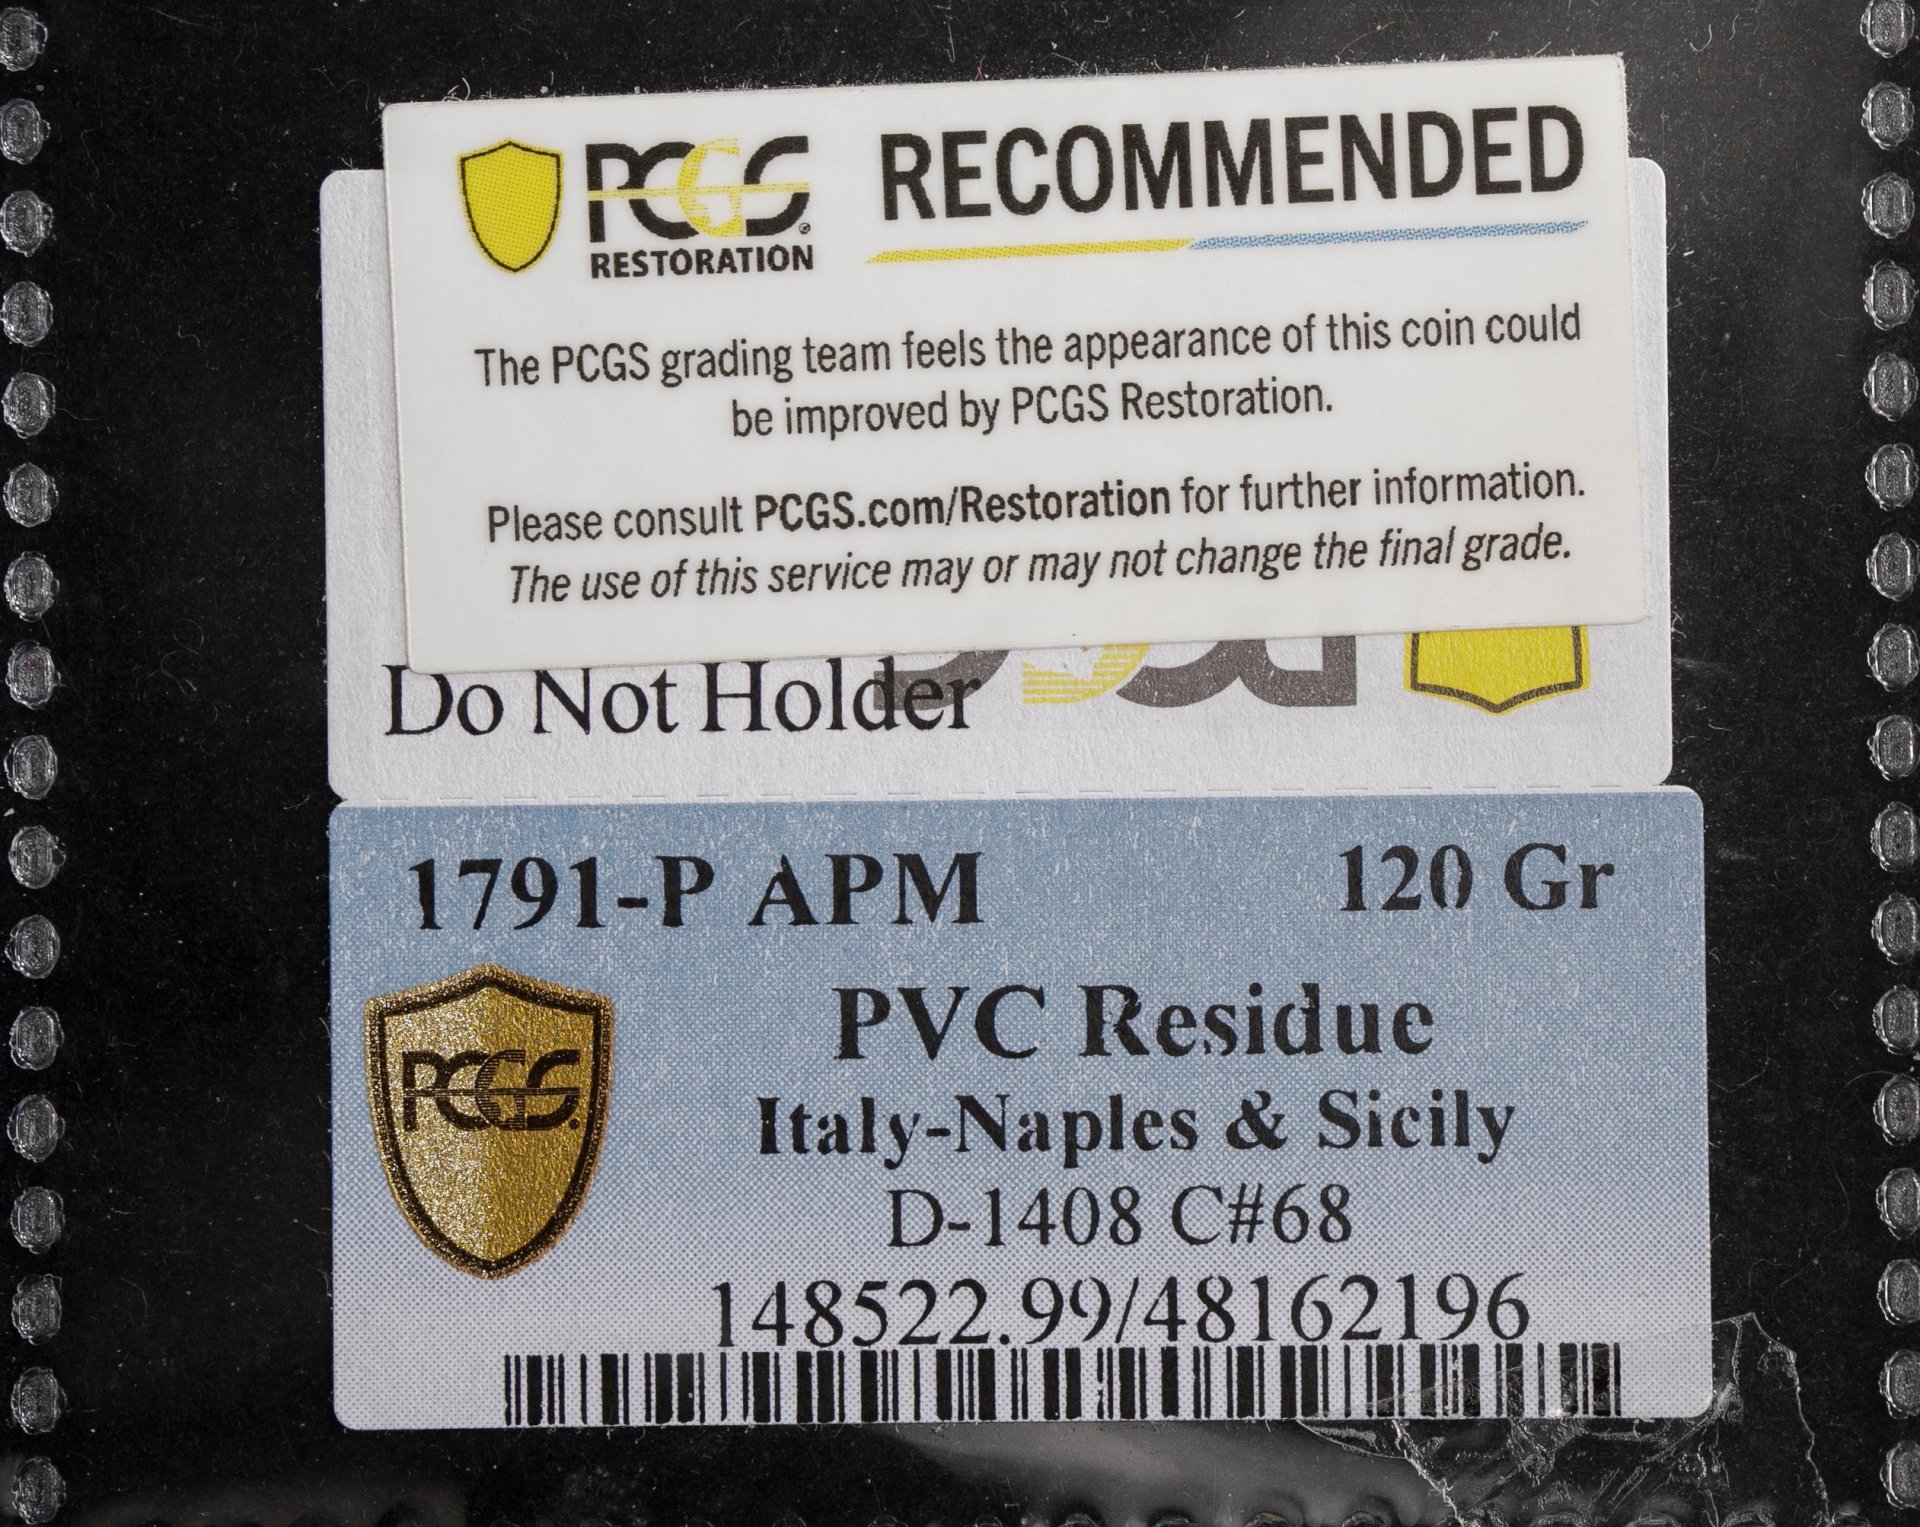 PCGS RECOMMENDED
RESTORATION
The PCGS grading team feels the appearance of this coin could
be improved by PCGS Restoration.
Please consult PCGS.com/Restoration for further information.
The use of this service may or may not change the final grade.
Do Not Holder
1791-P APM 120 Gr
PVC Residue
PCGS
Italy-Naples & Sicily
D-1408 C#68
148522.99/48162196